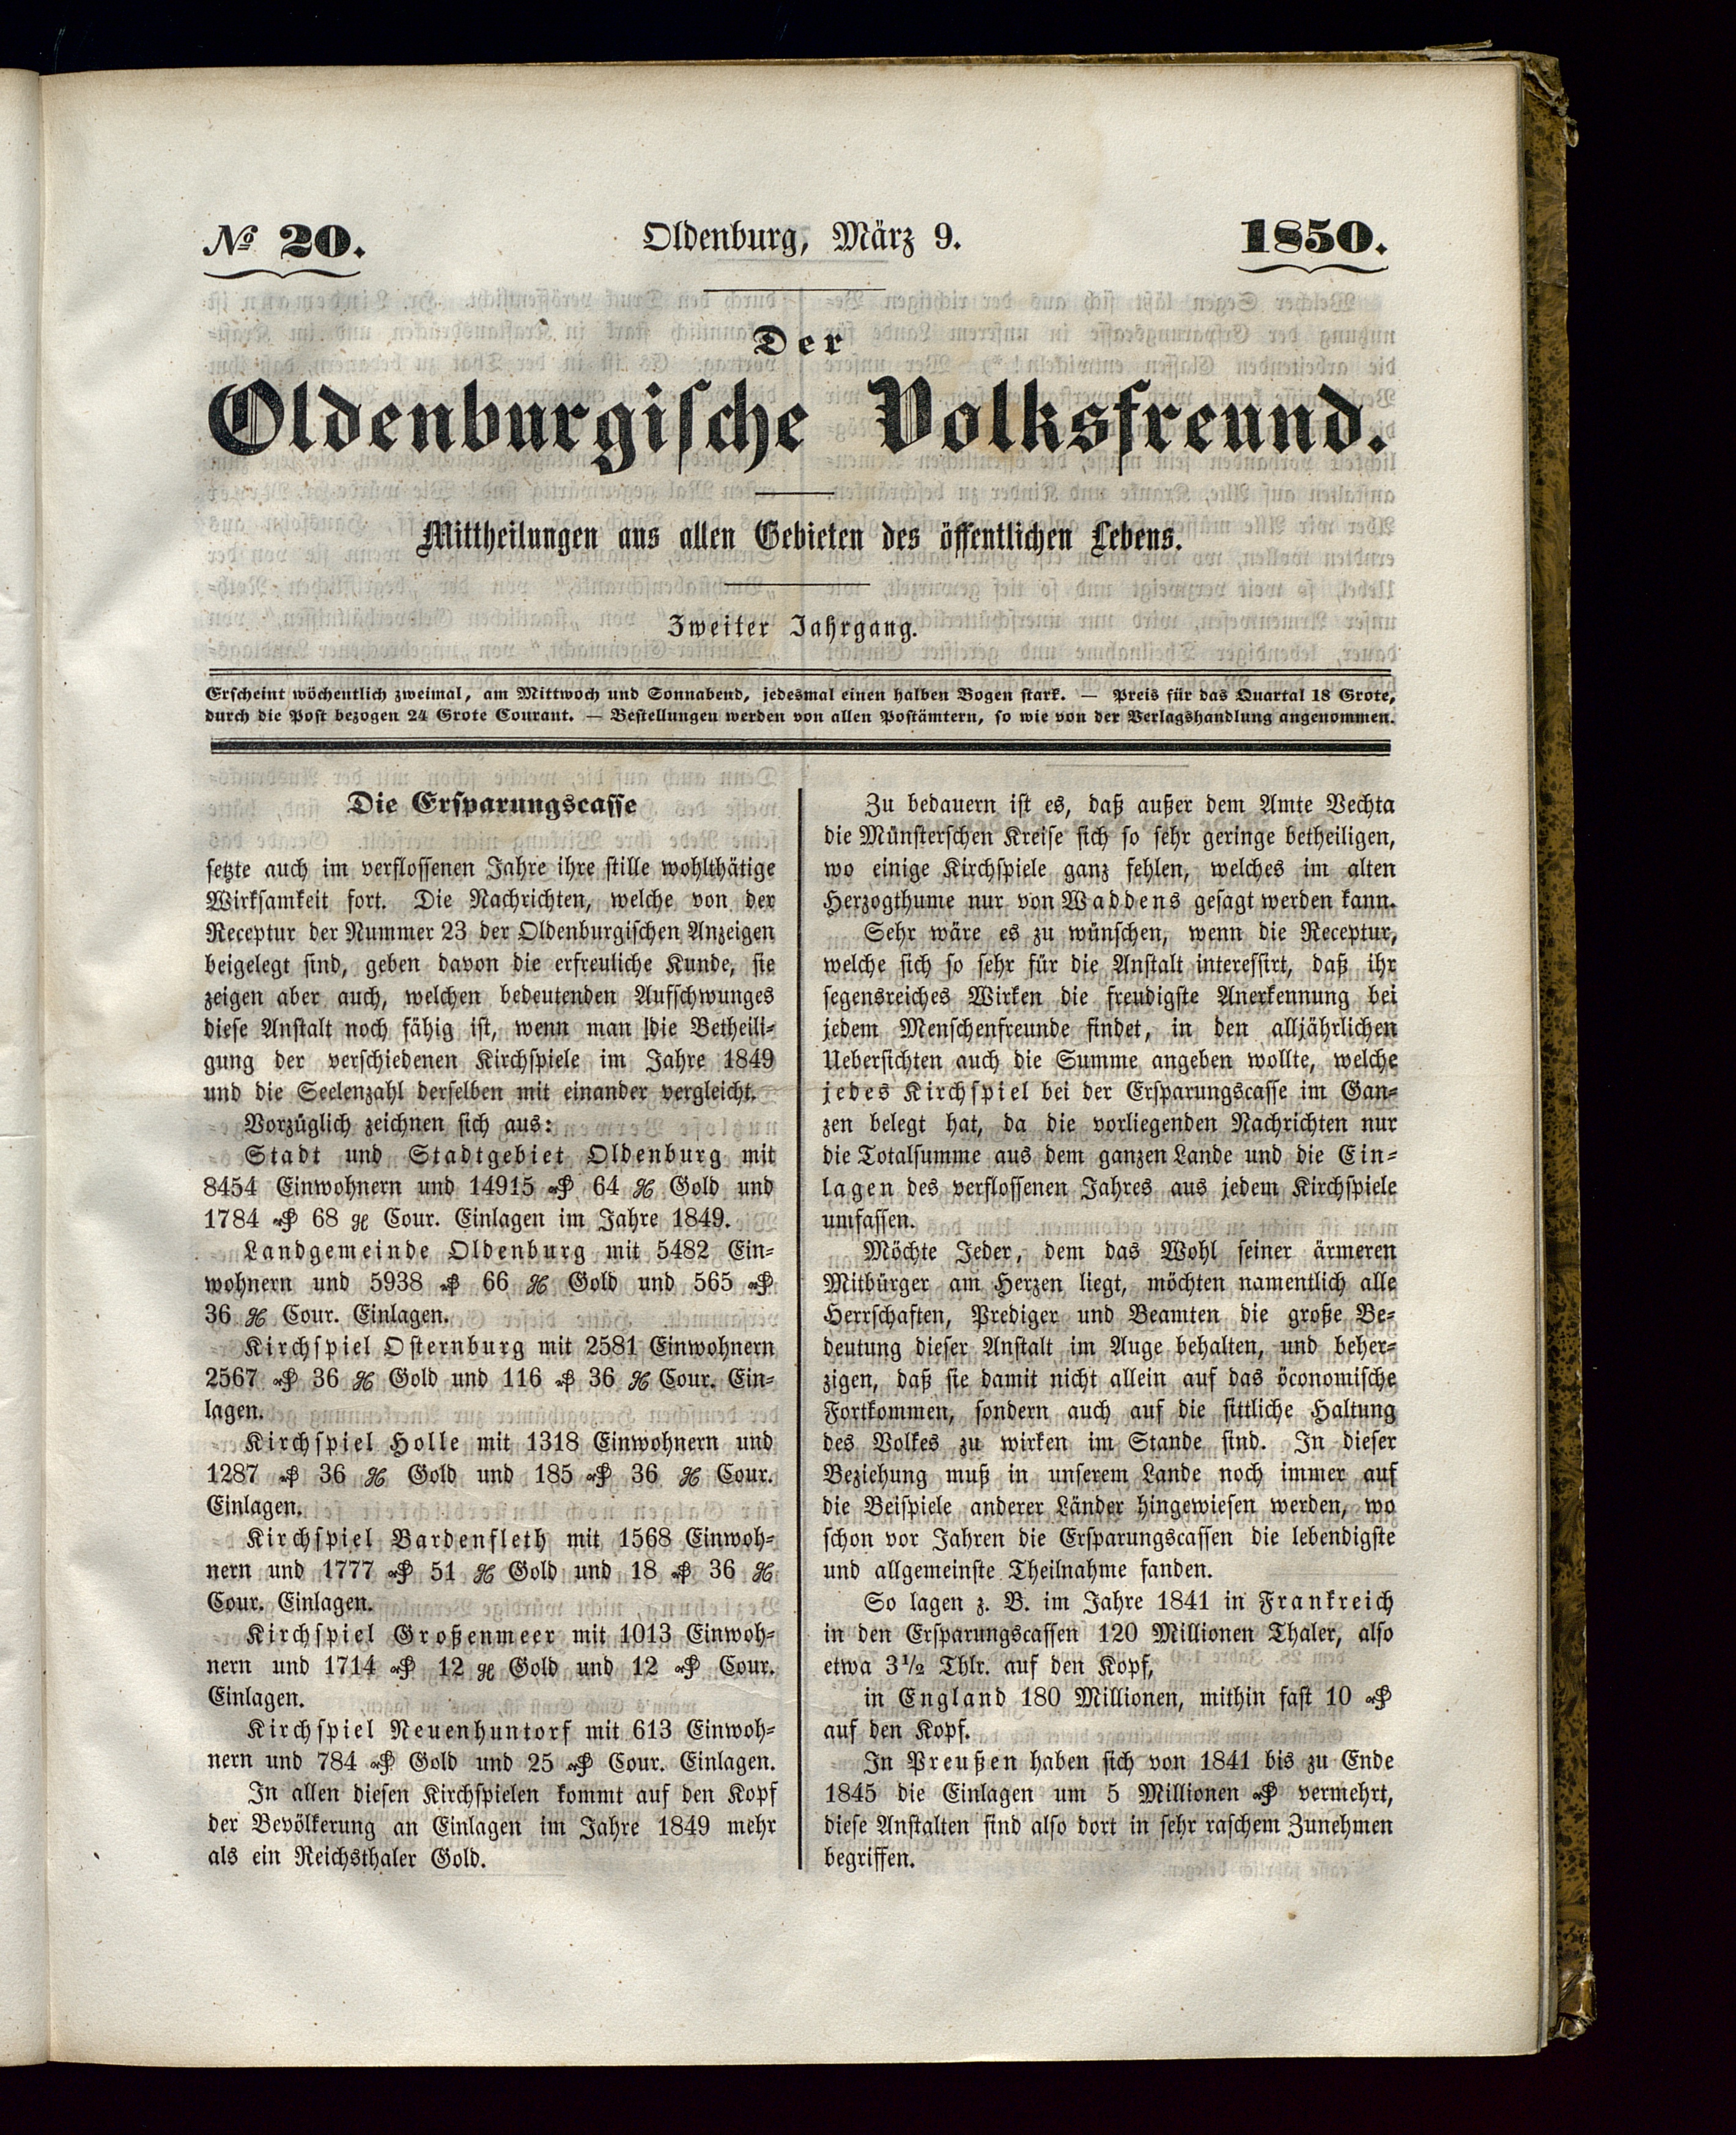 № 20.
Oldenburg, März 9.
1850.
Der
Oldenburgische Volksfreund.
Mittheilungen aus allen Gebieten des öffentlichen Lebens.
Zweiter Jahrgang.
Erscheint wöchentlich zweimal, am Mittwoch und Sonnabend, jedesmal einen halben Bogen stark. — Preis für das Quartal 18 Grote,
durch die Post bezogen 24 Grote Courant. — Bestellungen werden von allen Postämtern, so wie von der Verlagshandlung angenommen.
Die Ersparungscasse
setzte auch im verflossenen Jahre ihre stille wohlthätige
Wirksamkeit fort. Die Nachrichten, welche von der
Receptur der Nummer 23 der Oldenburgischen Anzeigen
beigelegt sind, geben davon die erfreuliche Kunde, sie
zeigen aber auch, welchen bedeutenden Aufschwunges
diese Anstalt noch fähig ist, wenn man die Betheili-
gung der verschiedenen Kirchspiele im Jahre 1849
und die Seelenzahl derselben mit einander vergleicht.
Vorzüglich zeichnen sich aus:
Stadt und Stadtgebiet Oldenburg mit
8454 Einwohnern und 14915 ₰ 64 gr Gold und
1784 ₰ 68 gr Cour. Einlagen im Jahre 1849.
Landgemeinde Oldenburg mit 5482 Ein-
wohnern und 5938 ₰ 66 gr Gold und 565 ₰
36 gr Cour. Einlagen.
Kirchspiel Osternburg mit 2581 Einwohnern
2567 ₰ 36 gr Gold und 116 ₰ 36 gr Cour. Ein-
lagen.
Kirchspiel Holle mit 1318 Einwohnern und
1287 ₰ 36 gr Gold und 185 ₰ 36 gr Cour.
Einlagen.
Kirchspiel Bardenfleth mit 1568 Einwoh-
nern und 1777 ₰ 51 gr Gold und 18 ₰ 36 gr
Cour. Einlagen.
Kirchspiel Großenmeer mit 1013 Einwoh-
nern und 1714 ₰ 12 gr Gold und 12 ₰ Cour.
Einlagen.
Kirchspiel Neuenhuntorf mit 613 Einwoh-
nern und 784 ₰ Gold und 25 ₰ Cour. Einlagen.
In allen diesen Kirchspielen kommt auf den Kopf
der Bevölkerung an Einlagen im Jahre 1849 mehr
als ein Reichsthaler Gold.
Zu bedauern ist es, daß außer dem Amte Vechta
die Münsterschen Kreise sich so sehr geringe betheiligen,
wo einige Kirchspiele ganz fehlen, welches im alten
Herzogthume nur von Waddens gesagt werden kann.
Sehr wäre es zu wünschen, wenn die Receptur,
welche sich so sehr für die Anstalt interessirt, daß ihr
segensreiches Wirken die freudigste Anerkennung bei
jedem Menschenfreunde findet, in den alljährlichen
Uebersichten auch die Summe angeben wollte, welche
jedes Kirchspiel bei der Ersparungscasse im Gan-
zen belegt hat, da die vorliegenden Nachrichten nur
die Totalsumme aus dem ganzen Lande und die Ein-
lagen des verflossenen Jahres aus jedem Kirchspiele
umfassen.
Möchte Jeder, dem das Wohl seiner ärmeren
Mitbürger am Herzen liegt, möchten namentlich alle
Herrschaften, Prediger und Beamten die große Be-
deutung dieser Anstalt im Auge behalten, und beher-
zigen, daß sie damit nicht allein auf das öconomische
Fortkommen, sondern auch auf die sittliche Haltung
des Volkes zu wirken im Stande sind. In dieser
Beziehung muß in unserem Lande noch immer auf
die Beispiele anderer Länder hingewiesen werden, wo
schon vor Jahren die Ersparungscassen die lebendigste
und allgemeinste Theilnahme fanden.
So lagen z. B. im Jahre 1841 in Frankreich
in den Ersparungscassen 120 Millionen Thaler, also
etwa 3½ Thlr. auf den Kopf,
in England 180 Millionen, mithin fast 10 ₰
auf den Kopf.
In Preußen haben sich von 1841 bis zu Ende
1845 die Einlagen um 5 Millionen ₰ vermehrt,
diese Anstalten sind also dort in sehr raschem Zunehmen
begriffen.